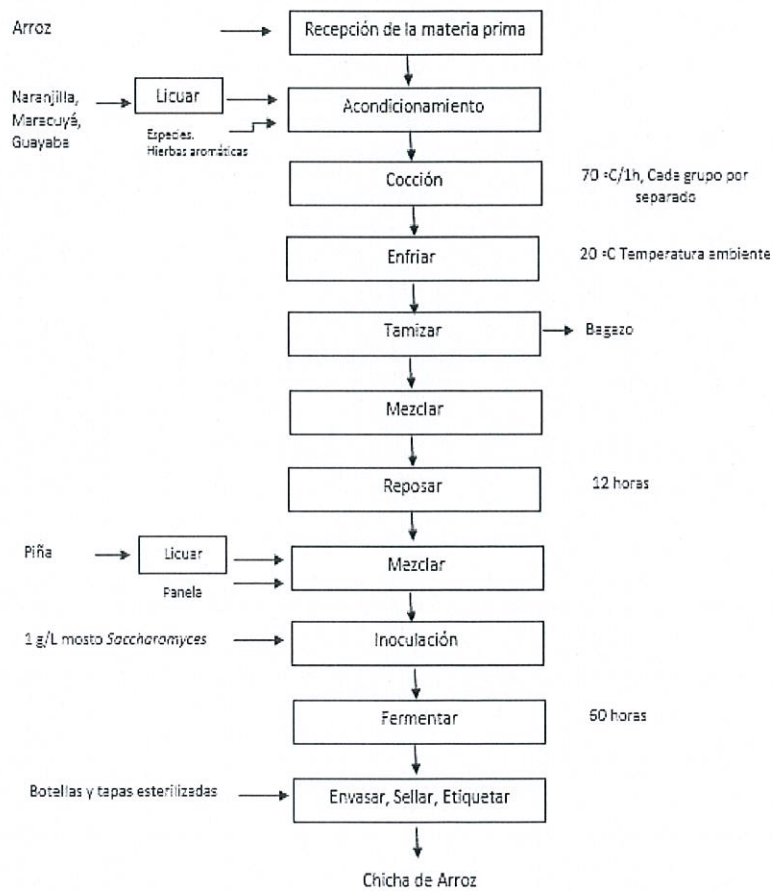 Arroz
Recepción de la materia prima
Naranjilla,
Maracuyá,
Guayaba
Licuar
Especies.
Hierbas aromáticas
Acondicionamiento
Cocción
70 °C/1h, Cada grupo por
separado
Enfriar
20 °C Temperatura ambiente
Tamizar
Bagazo
Mezclar
Reposar
12 horas
Piña
Licuar
Panela
Mezclar
1 g/L mosto Saccharomyces
Inoculación
Fermentar
60 horas
Botellas y tapas esterilizadas
Envasar, Sellar, Etiquetar
Chicha de Arroz